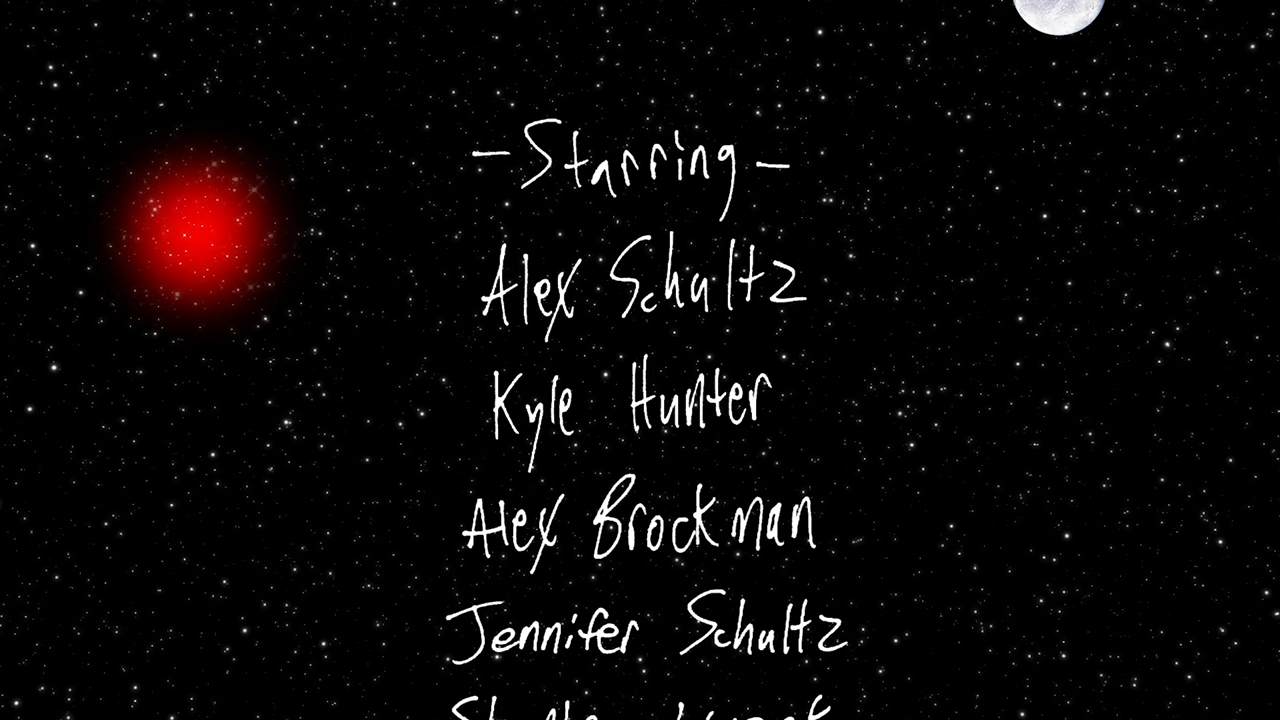 -Starring-
Alex Schultz
Kyle Hunter
Alex Brockman
Jennifer Schultz